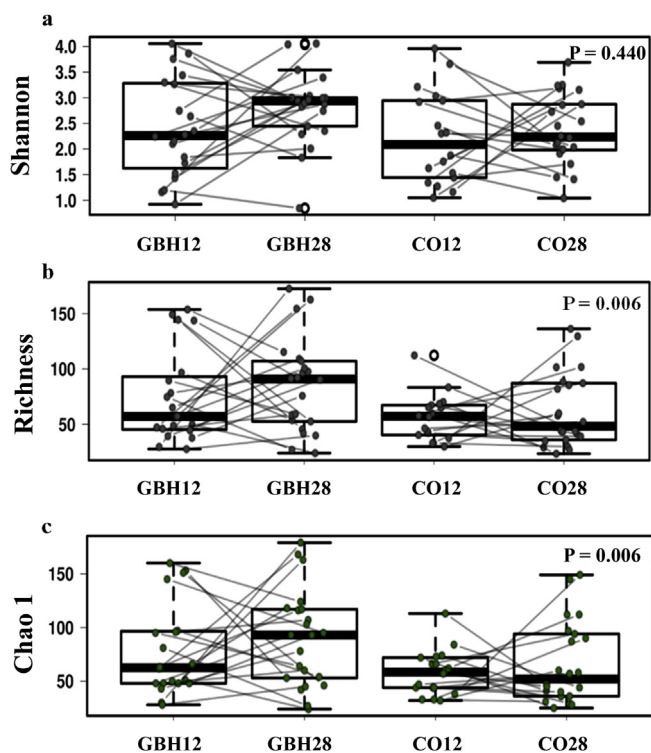 a
Shannon
4.0
3.5
3.0
2.5
2.0
1.5
1.0
P = 0.440
GBH12 GBH28 CO12 CO28
b
Richness
150
100
50
P = 0.006
GBH12 GBH28 CO12 CO28
c
Chao 1
150
100
50
P = 0.006
GBH12 GBH28 CO12 CO28